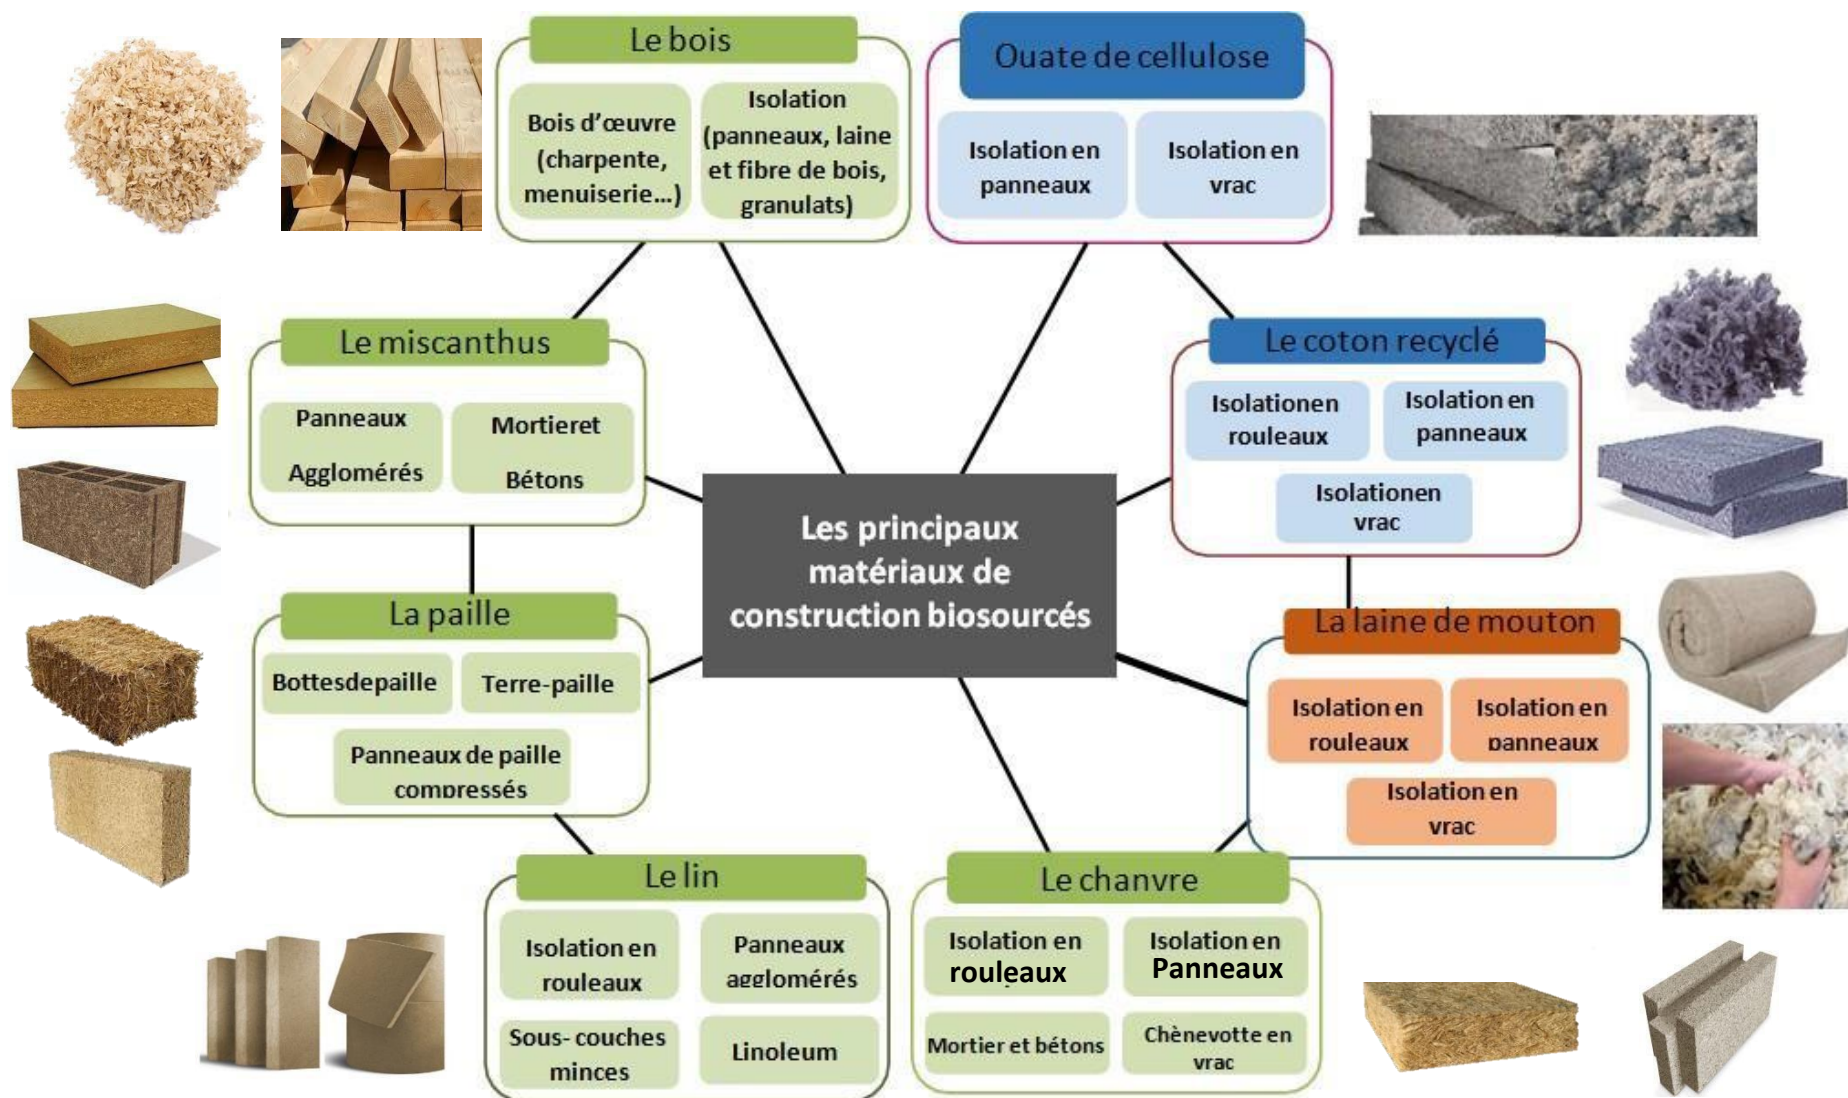 Le bois
Bois d'œuvre
(charpente,
menuiserie...)
Isolation
(panneaux, laine
et fibre de bois,
granulats)
Ouate de cellulose
Isolation en
panneaux
Isolation en
vrac
Le miscanthus
Panneaux
Agglomérés
Mortieret
Bétons
Le coton recyclé
Isolationen
rouleaux
Isolation en
panneaux
Isolationen
vrac
Les principaux
matériaux de
construction biosourcés
La paille
Bottesdepaille
Terre-paille
Panneaux de paille
compressés
La laine de mouton
Isolation en
rouleaux
Isolation en
panneaux
Isolation en
vrac
Le lin
Isolation en
rouleaux
Panneaux
agglomérés
Sous- couches
minces
Linoleum
Le chanvre
Isolation en
rouleaux
Isolation en
Panneaux
Mortier et bétons
Chènevotte en
vrac